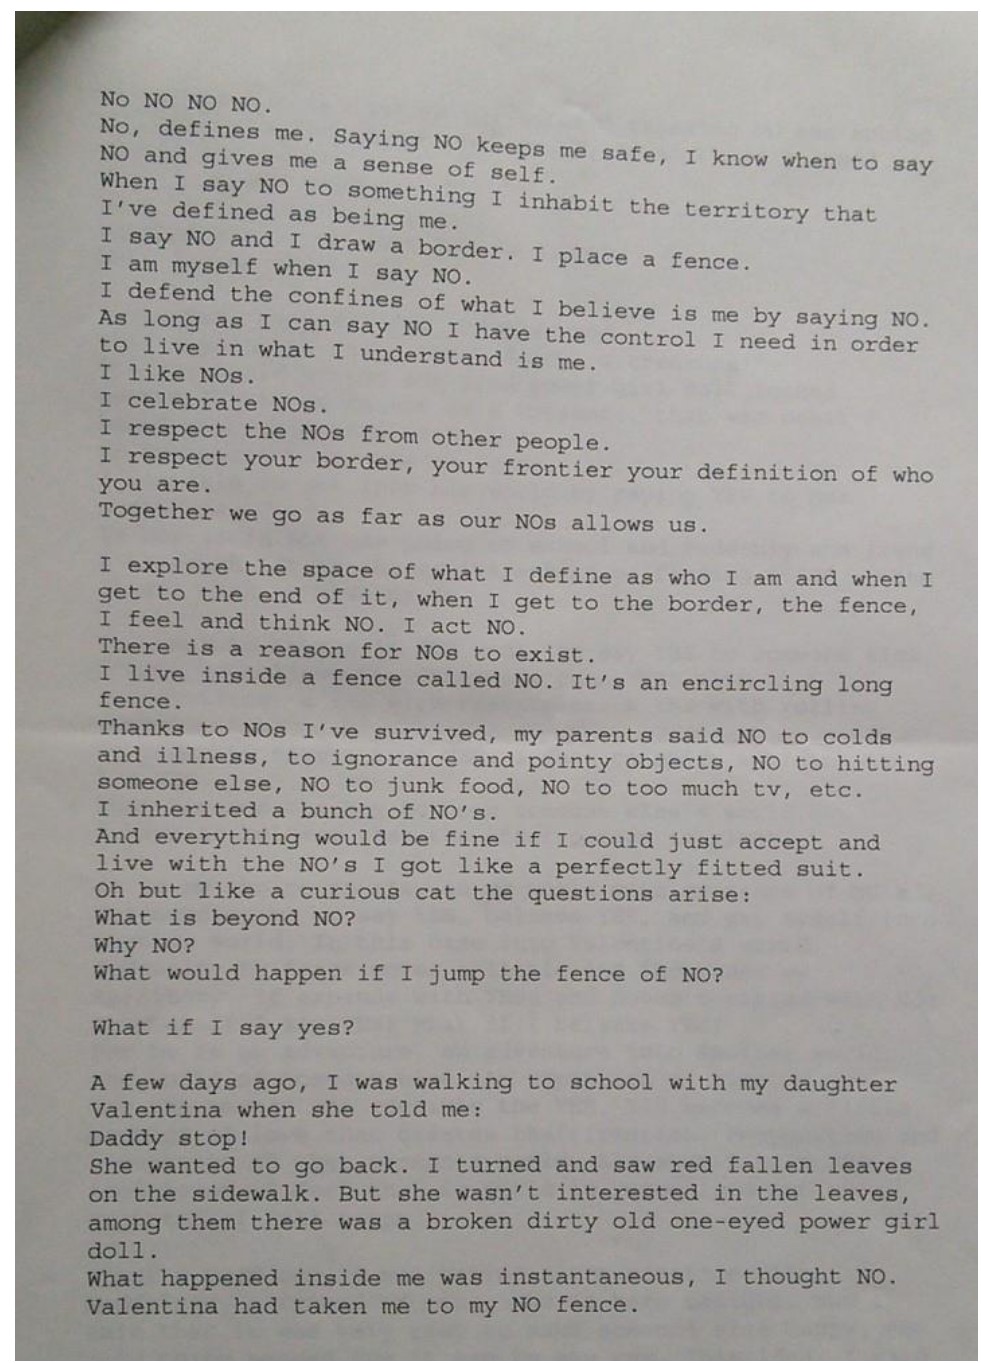 No NO NO NO.
No, defines me. Saying NO keeps me safe, I know when to say
NO and gives me a sense of self.
When I say NO to something I inhabit the territory that
I've defined as being me.
I say NO and I draw a border. I place a fence.
I am myself when I say NO.
I defend the confines of what I believe is me by saying NO.
As long as I can say NO I have the control I need in order
to live in what I understand is me.
I like NOs.
I celebrate NOs.
I respect the NOs from other people.
I respect your border, your frontier your definition of who
you are.
Together we go as far as our NOs allows us.
I explore the space of what I define as who I am and when I
get to the end of it, when I get to the border, the fence,
I feel and think NO. I act NO.
There is a reason for NOs to exist.
I live inside a fence called NO. It's an encircling long
fence.
Thanks to NOs I've survived, my parents said NO to colds
and illness, to ignorance and pointy objects, NO to hitting
someone else, NO to junk food, NO to too much tv, etc.
I inherited a bunch of NO's.
And everything would be fine if I could just accept and
live with the NO's I got like a perfectly fitted suit.
Oh but like a curious cat the questions arise:
What is beyond NO?
Why NO?
What would happen if I jump the fence of NO?
What if I say yes?
A few days ago, I was walking to school with my daughter
Valentina when she told me:
Daddy stop!
She wanted to go back. I turned and saw red fallen leaves
on the sidewalk. But she wasn't interested in the leaves,
among them there was a broken dirty old one-eyed power girl
doll.
What happened inside me was instantaneous, I thought NO.
Valentina had taken me to my NO fence.